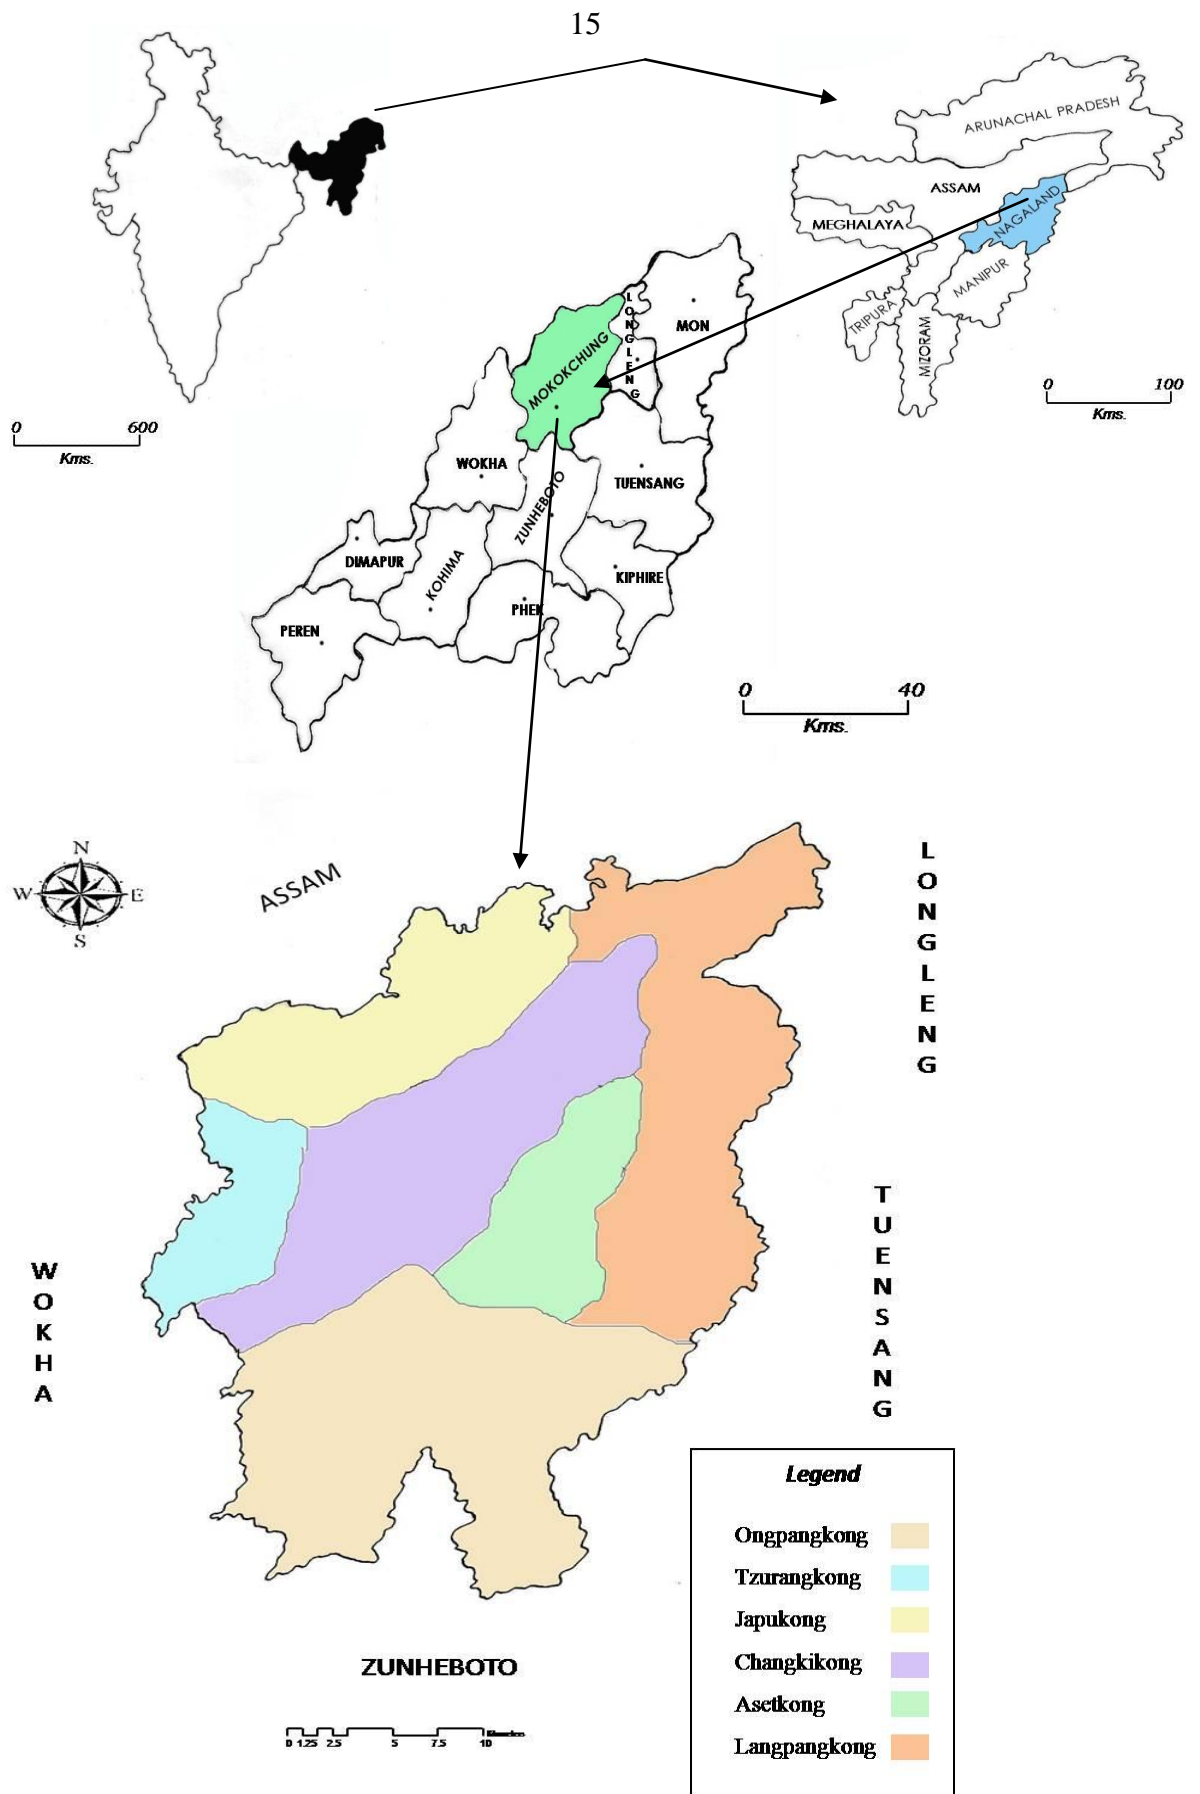 15
ARUNACHAL PRADESH
ASSAM
NAGALAND
MEGHALAYA
MANIPUR
TRIPURA
MIZORAM
0 100
Kms.
0 600
Kms.
LONGLENG
MON
MOKOKCHUNG
WOKHA
TUENSANG
ZUNHEBOTO
DIMAPUR
KOHIMA
KIPHIRE
PHEK
PEREN
0 40
Kms.
N
W E
S
ASSAM
LONGLENG
TUENSANG
WOKHA
ZUNHEBOTO
0 1.25 2.5 5 7.5 10
Legend
Ongpangkong
Tzurangkong
Japukong
Changkikong
Asetkong
Langpangkong